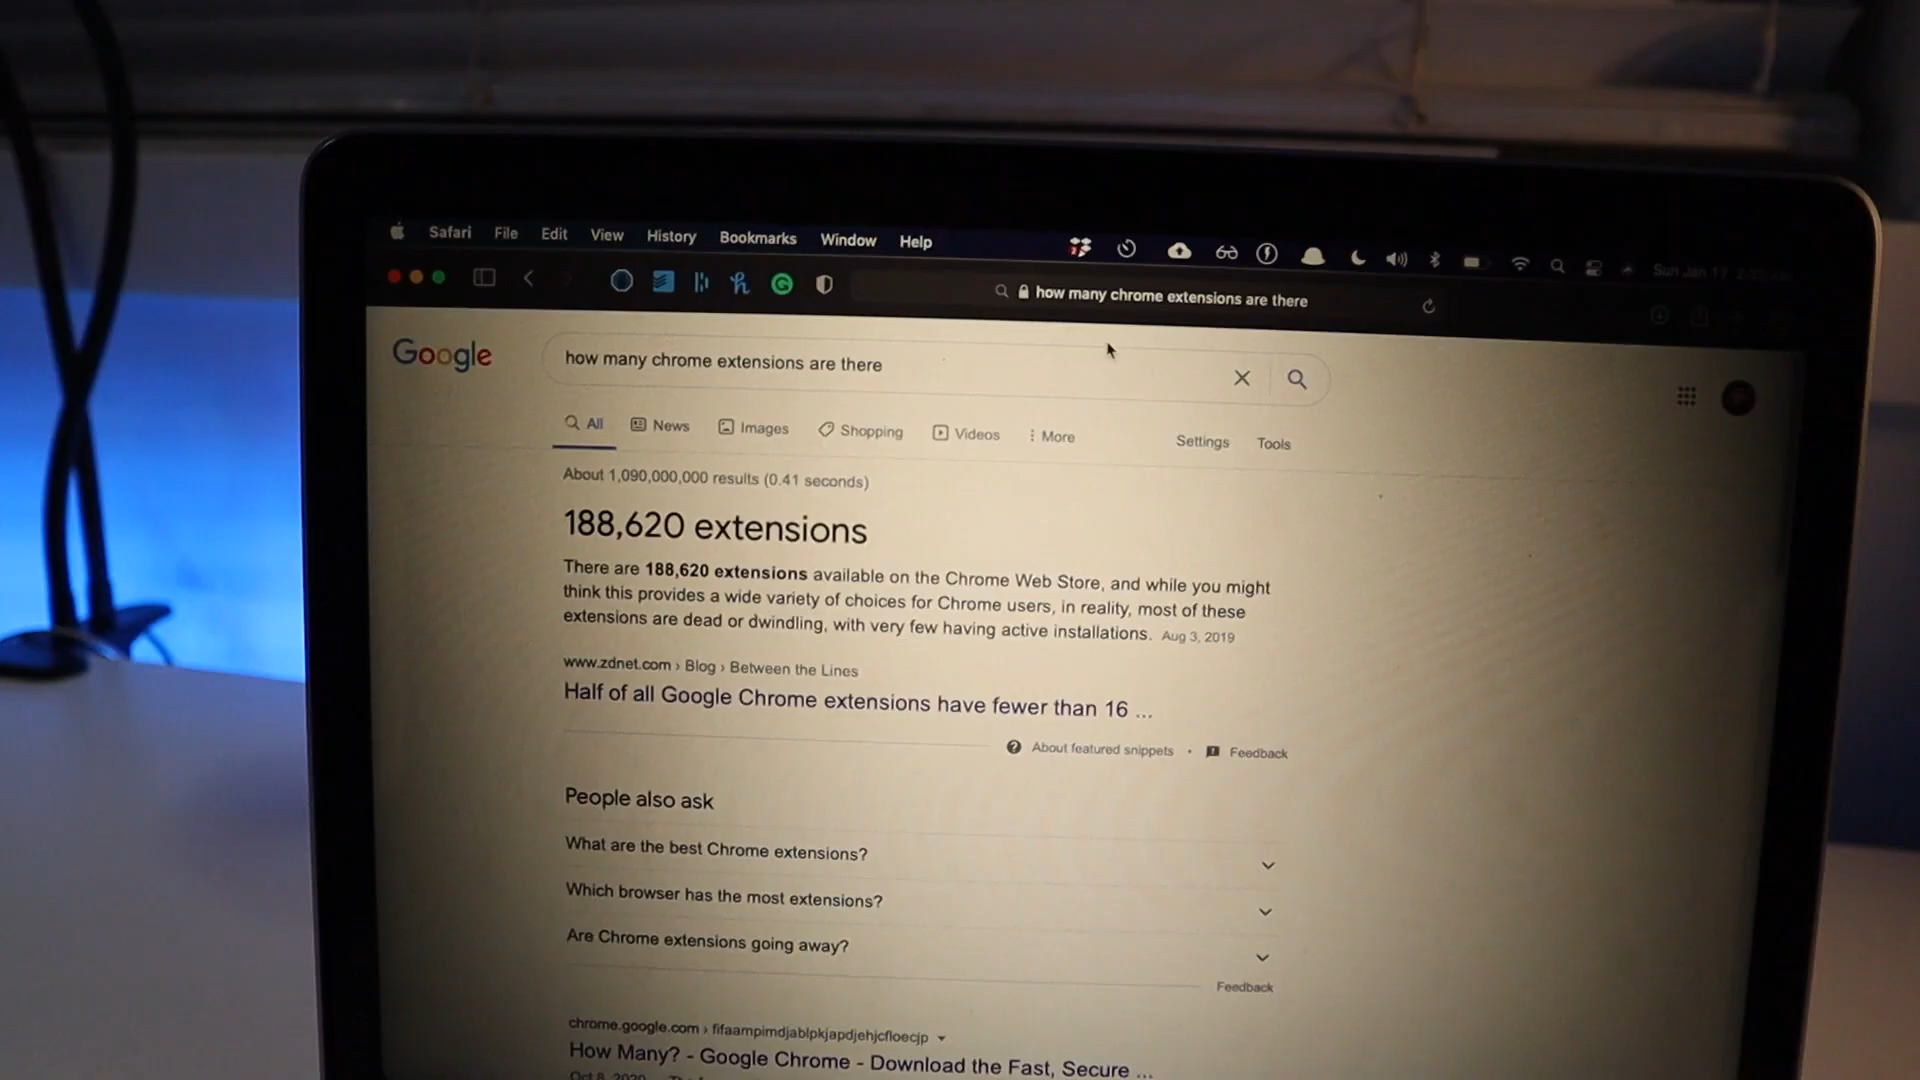 Safari File Edit View History Bookmarks Window Help
Sun Jan 17
how many chrome extensions are there
Google
how many chrome extensions are there
All News Images Shopping Videos More Settings Tools
About 1,090,000,000 results (0.41 seconds)
188,620 extensions
There are 188,620 extensions available on the Chrome Web Store, and while you might
think this provides a wide variety of choices for Chrome users, in reality, most of these
extensions are dead or dwindling, with very few having active installations. Aug 3, 2019
www.zdnet.com › Blog › Between the Lines
Half of all Google Chrome extensions have fewer than 16 ...
About featured snippets • Feedback
People also ask
What are the best Chrome extensions?
Which browser has the most extensions?
Are Chrome extensions going away?
Feedback
chrome.google.com › fifaampimdjablpkjapdjehjcfloecjp
How Many? - Google Chrome - Download the Fast, Secure ...
Oct 8, 2020